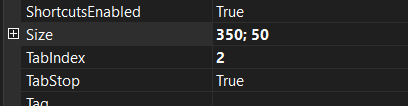 ShortcutsEnabled True
Size 350; 50
TabIndex 2
TabStop True
Tag